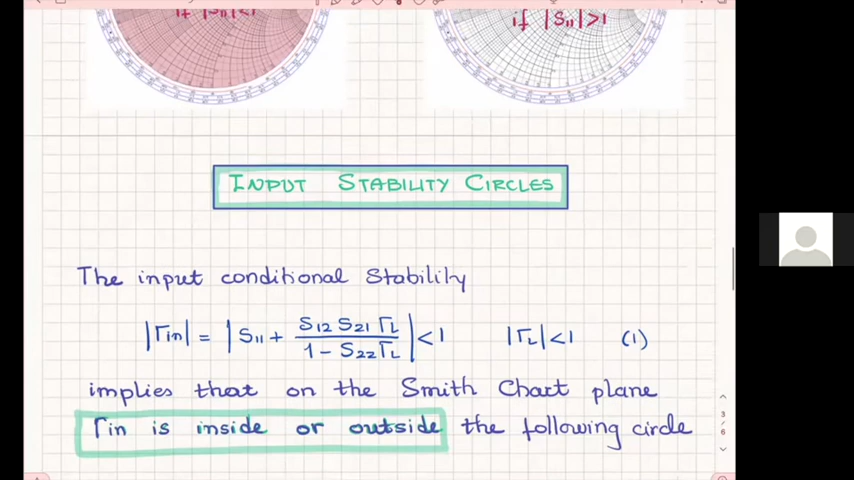 if |S11|<1
if |S11|>1
INPUT STABILITY CIRCLES
The input conditional Stability
|Γin| = |S11 + S12 S21 ΓL / 1 - S22 ΓL| < 1 |ΓL| < 1 (1)
implies that on the Smith Chart plane
Γin is inside or outside the following circle
3
/
6